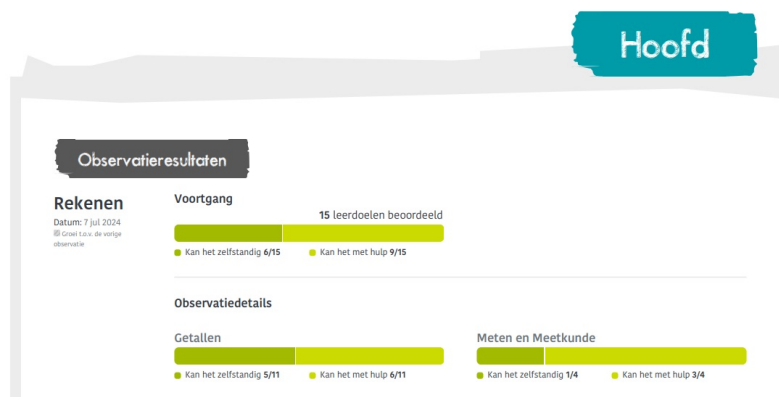 Hoofd
Observatieresultaten
Rekenen
Datum: 7 jul 2024
Groei t.o.v. de vorige
observatie
Voortgang
15 leerdoelen beoordeeld
Kan het zelfstandig 6/15 Kan het met hulp 9/15
Observatiedetails
Getallen
Kan het zelfstandig 5/11 Kan het met hulp 6/11
Meten en Meetkunde
Kan het zelfstandig 1/4 Kan het met hulp 3/4